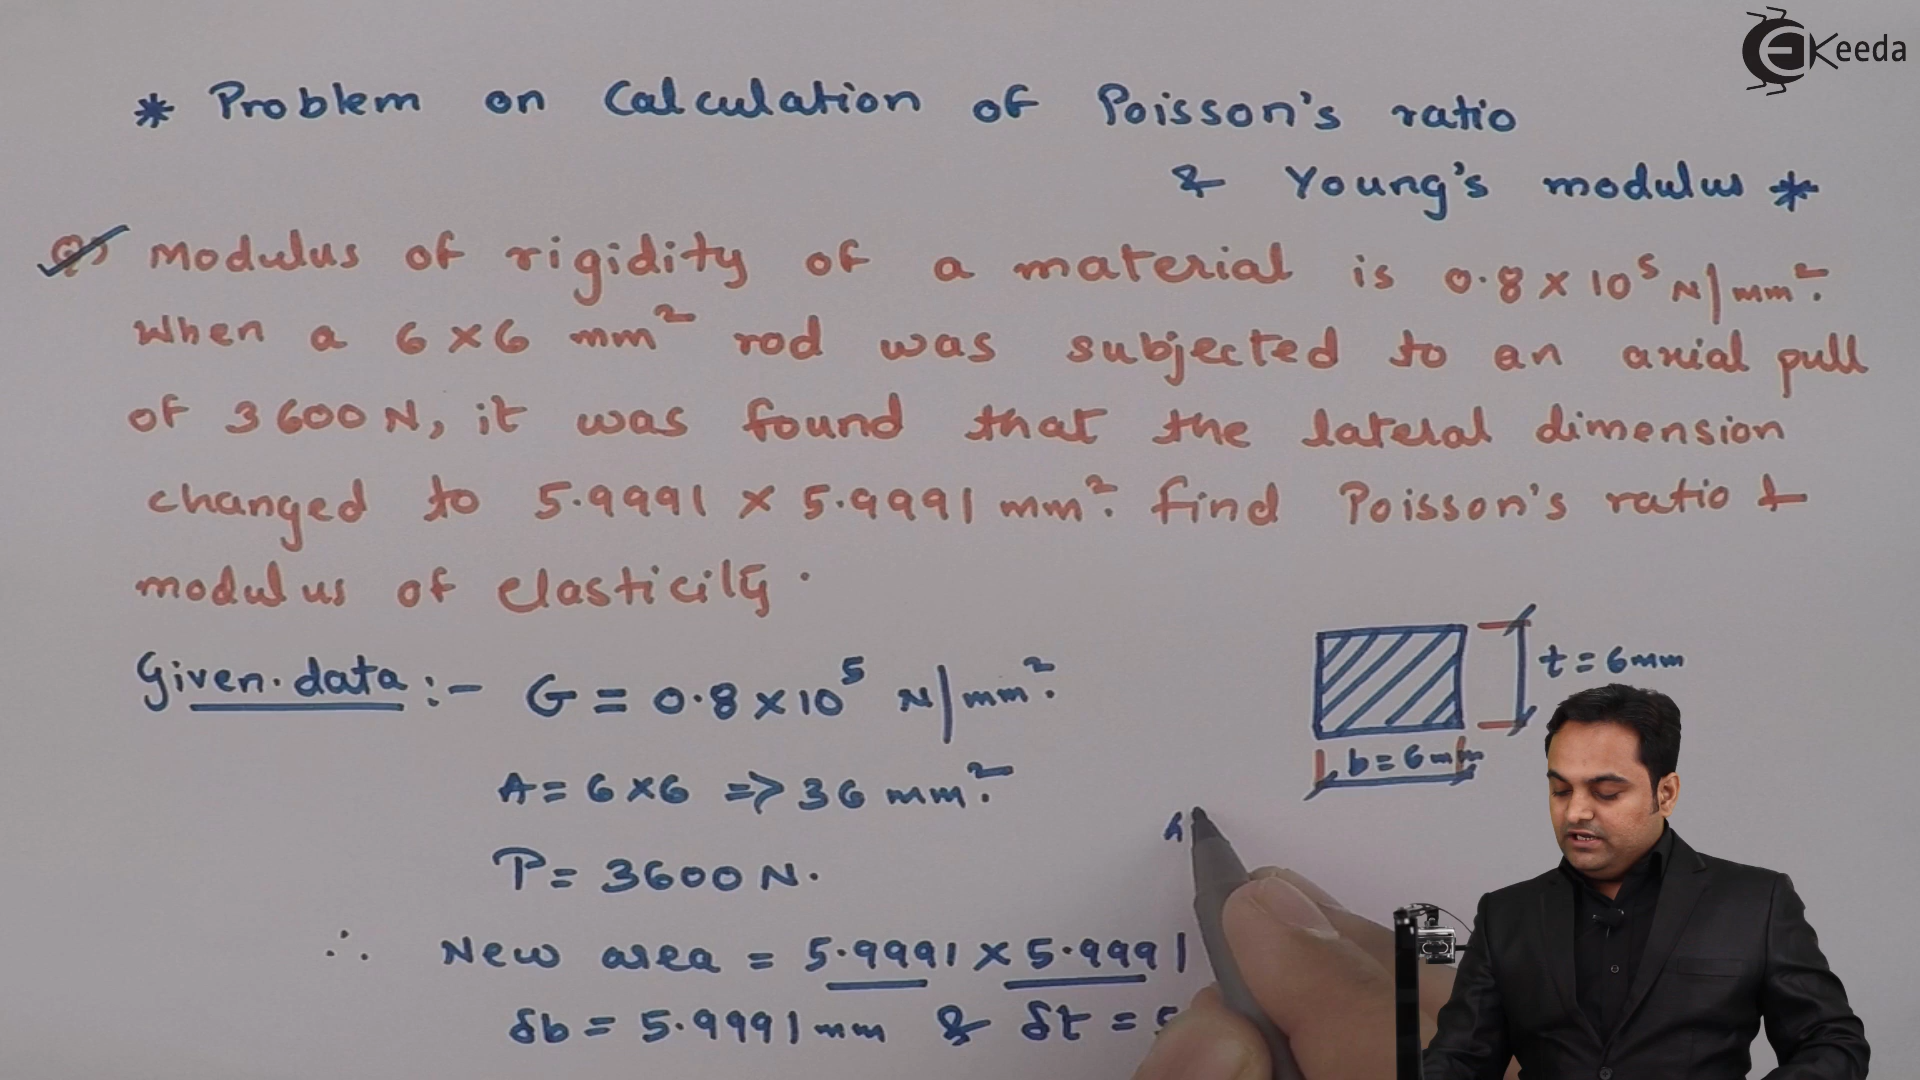 EKeeda
* Problem on Calculation of Poisson's ratio
& Young's modulus *
Q) Modulus of rigidity of a material is 0.8 × 10⁵ N/mm².
When a 6 × 6 mm² rod was subjected to an axial pull
of 3600 N, it was found that the lateral dimension
changed to 5.9991 × 5.9991 mm². find Poisson's ratio &
modulus of elasticity.
Given data :- G = 0.8 × 10⁵ N/mm².
t = 6mm
b = 6mm
A = 6 × 6 => 36 mm².
P = 3600 N.
∴ New area = 5.9991 × 5.9991
δb = 5.9991 mm & δt = 5